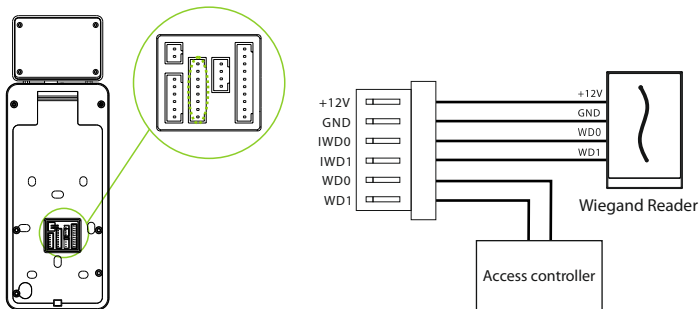 +12V
GND
IWD0
IWD1
WD0
WD1
+12V
GND
WD0
WD1
Wiegand Reader
Access controller